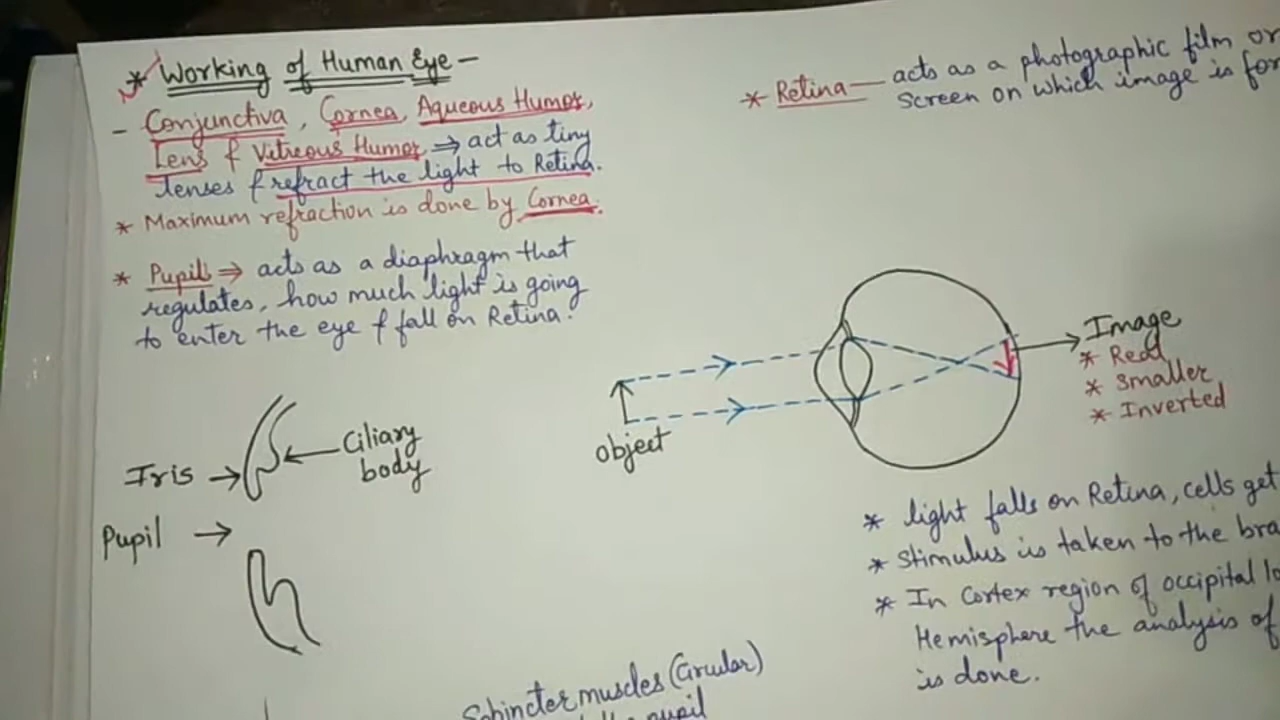 * Working of Human Eye –
- Conjunctiva, Cornea, Aqueous Humor,
Lens & Vitreous Humor ⇒ act as tiny
lenses & refract the light to Retina.
* Maximum refraction is done by Cornea.
* Pupil ⇒ acts as a diaphragm that
regulates, how much light is going
to enter the eye & fall on Retina.
Iris →
Ciliary
body
Pupil →
* Retina — acts as a photographic film or
screen on which image is for
object
Image
* Real
* Smaller
* Inverted
* light falls on Retina, cells get
* Stimulus is taken to the bra
* In Cortex region of occipital lo
Hemisphere the analysis of
is done.
Sphincter muscles (Circular)
pupil